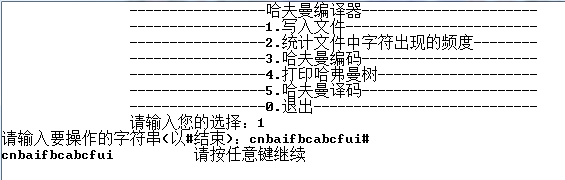 ----------------哈夫曼编译器--------------------
----------------1.写入文件----------------------
----------------2.统计文件中字符出现的频度--------
----------------3.哈夫曼编码--------------------
----------------4.打印哈弗曼树------------------
----------------5.哈夫曼译码--------------------
----------------0.退出--------------------------
请输入您的选择：1
请输入要操作的字符串(以#结束)：cnbaifbcabcfui#
cnbaifbcabcfui 请按任意键继续